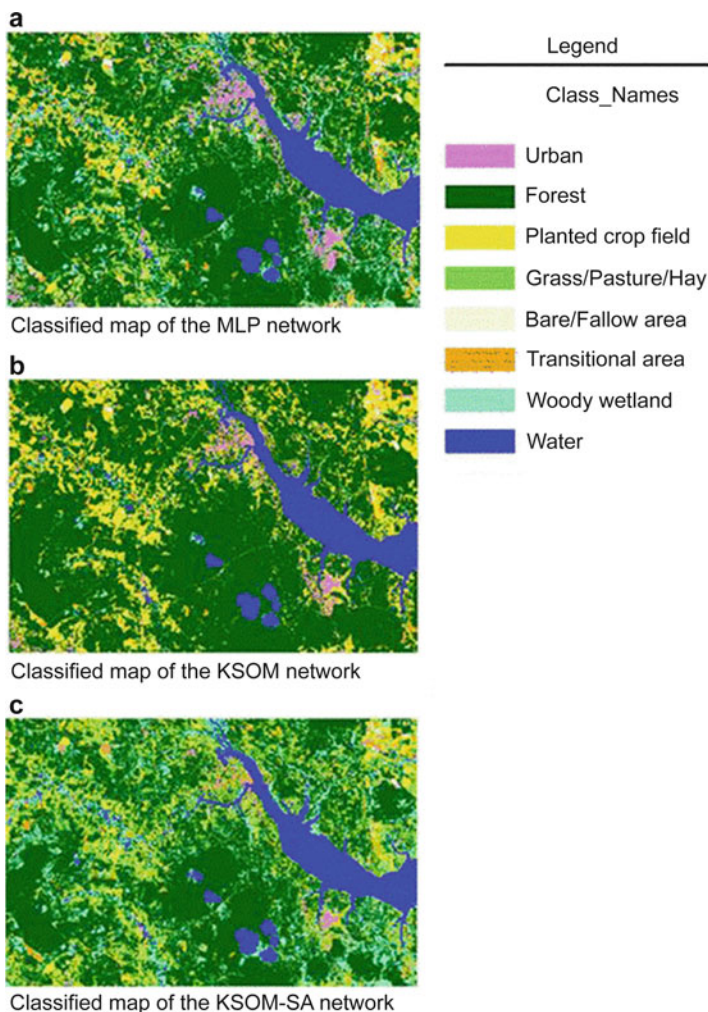 a
Classified map of the MLP network
b
Classified map of the KSOM network
c
Classified map of the KSOM-SA network
Legend
Class_Names
Urban
Forest
Planted crop field
Grass/Pasture/Hay
Bare/Fallow area
Transitional area
Woody wetland
Water